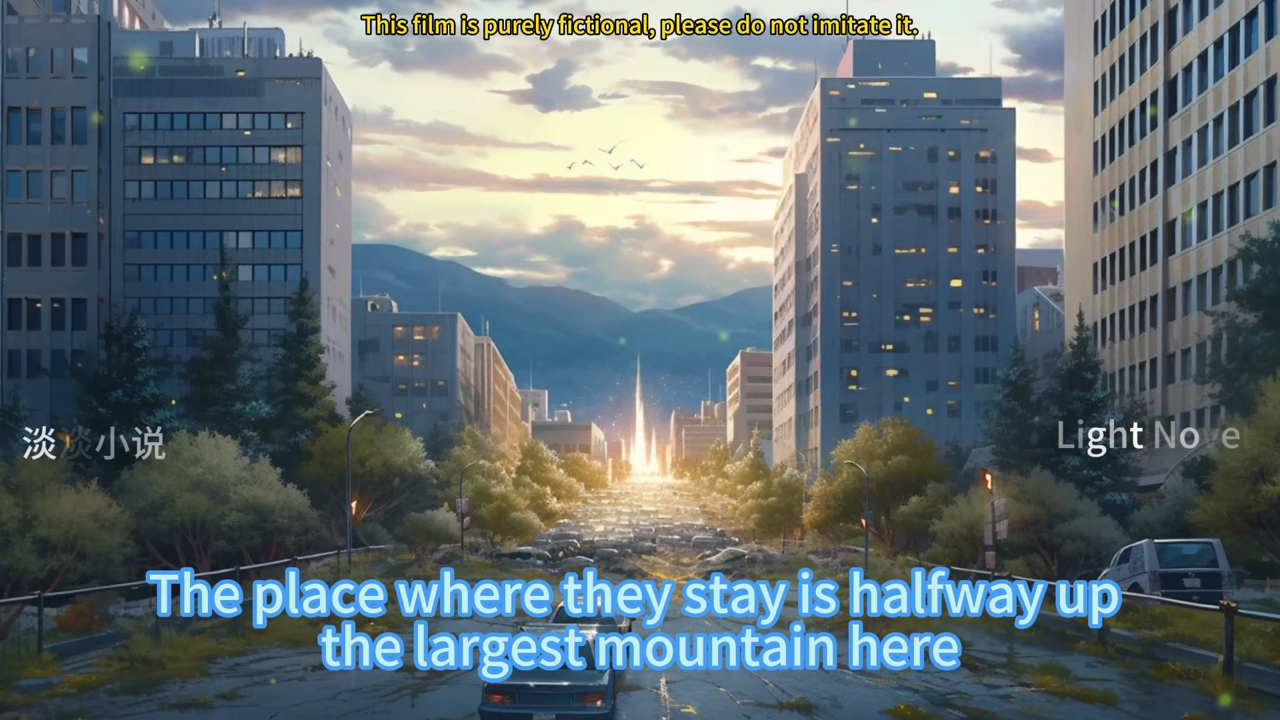 This film is purely fictional, please do not imitate it.
淡淡小说
Light Nove
The place where they stay is halfway up
the largest mountain here